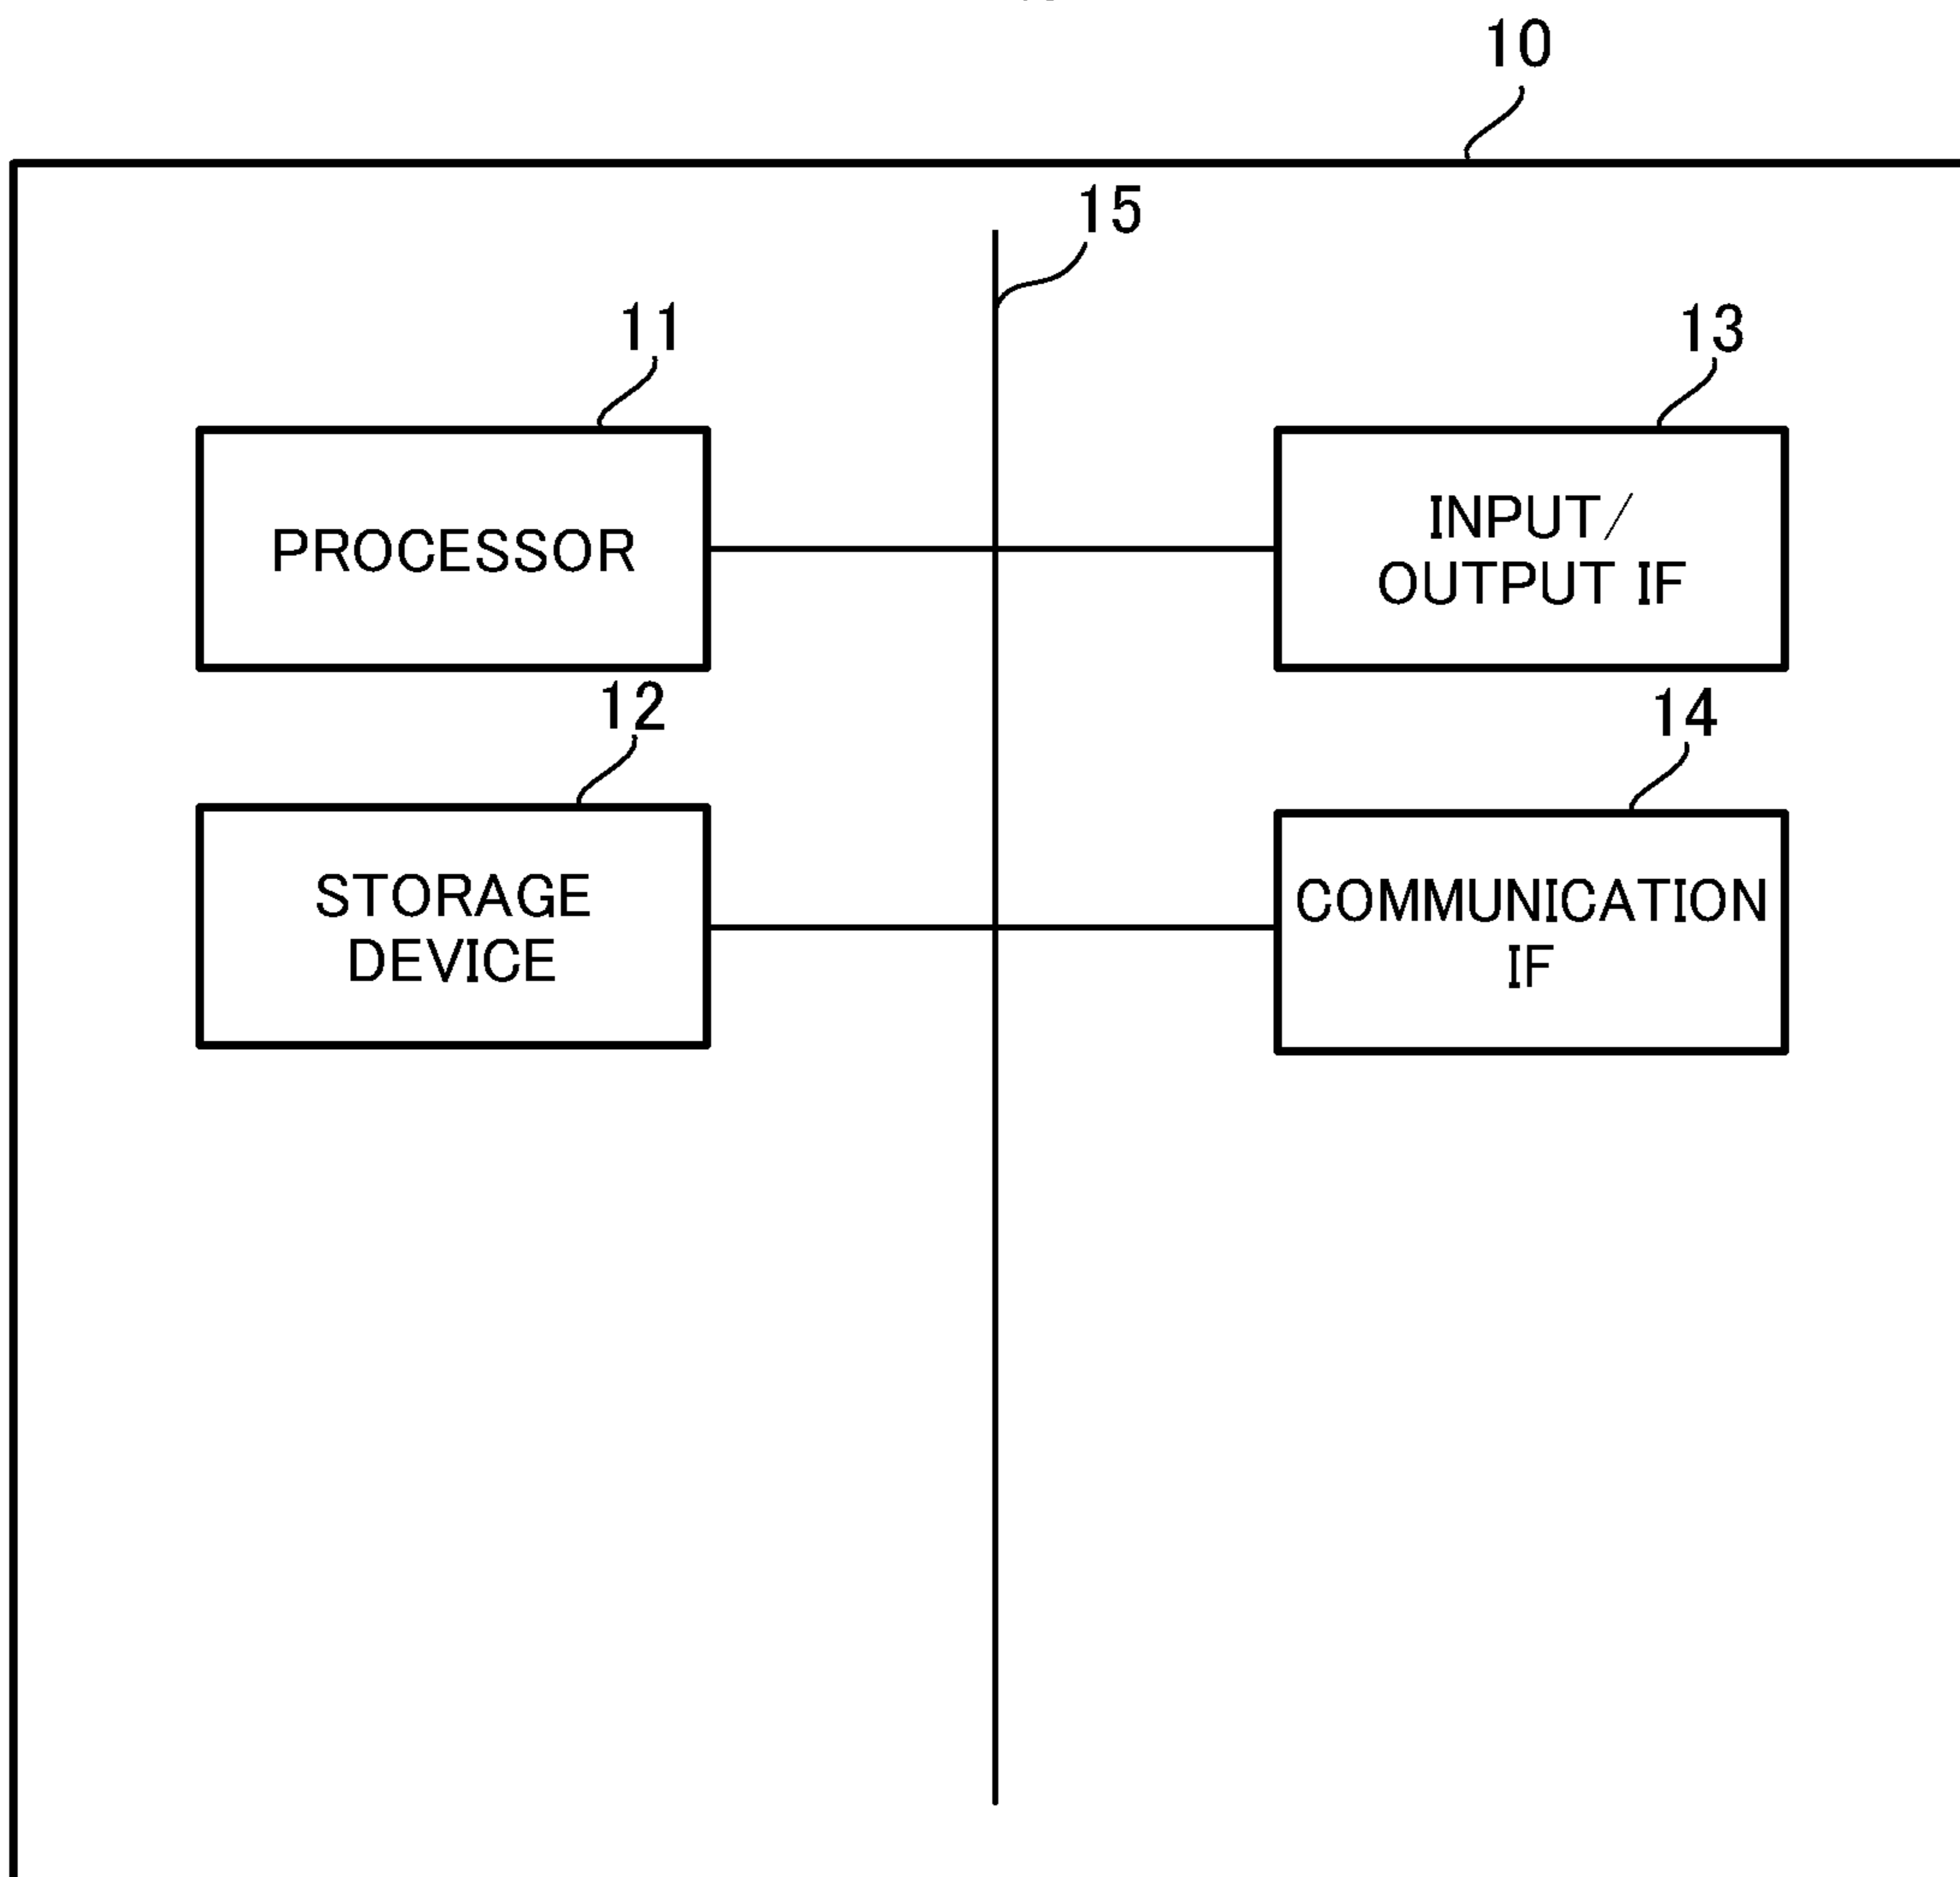 10
15
11
13
PROCESSOR
INPUT/
OUTPUT IF
12
14
STORAGE
DEVICE
COMMUNICATION
IF